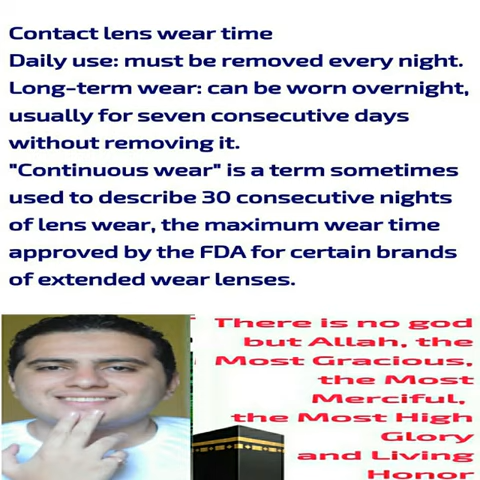 Contact lens wear time
Daily use: must be removed every night.
Long-term wear: can be worn overnight,
usually for seven consecutive days
without removing it.
"Continuous wear" is a term sometimes
used to describe 30 consecutive nights
of lens wear, the maximum wear time
approved by the FDA for certain brands
of extended wear lenses.
There is no god
but Allah, the
Most Gracious,
the Most
Merciful,
the Most High
Glory
and Living
Honor